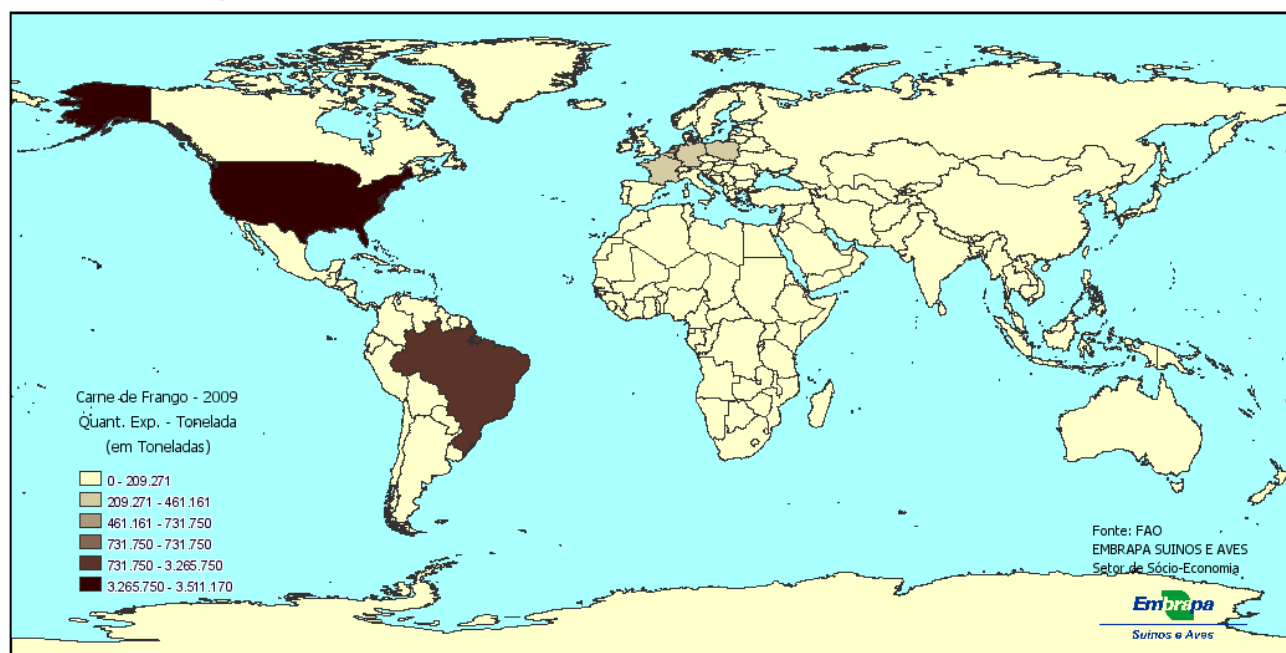 Carne de Frango - 2009
Quant. Exp. - Tonelada
(em Toneladas)
0 - 209.271
209.271 - 461.161
461.161 - 731.750
731.750 - 731.750
731.750 - 3.265.750
3.265.750 - 3.511.170
Fonte: FAO
EMBRAPA SUINOS E AVES
Setor de Sócio-Economia
Embrapa
Suínos e Aves